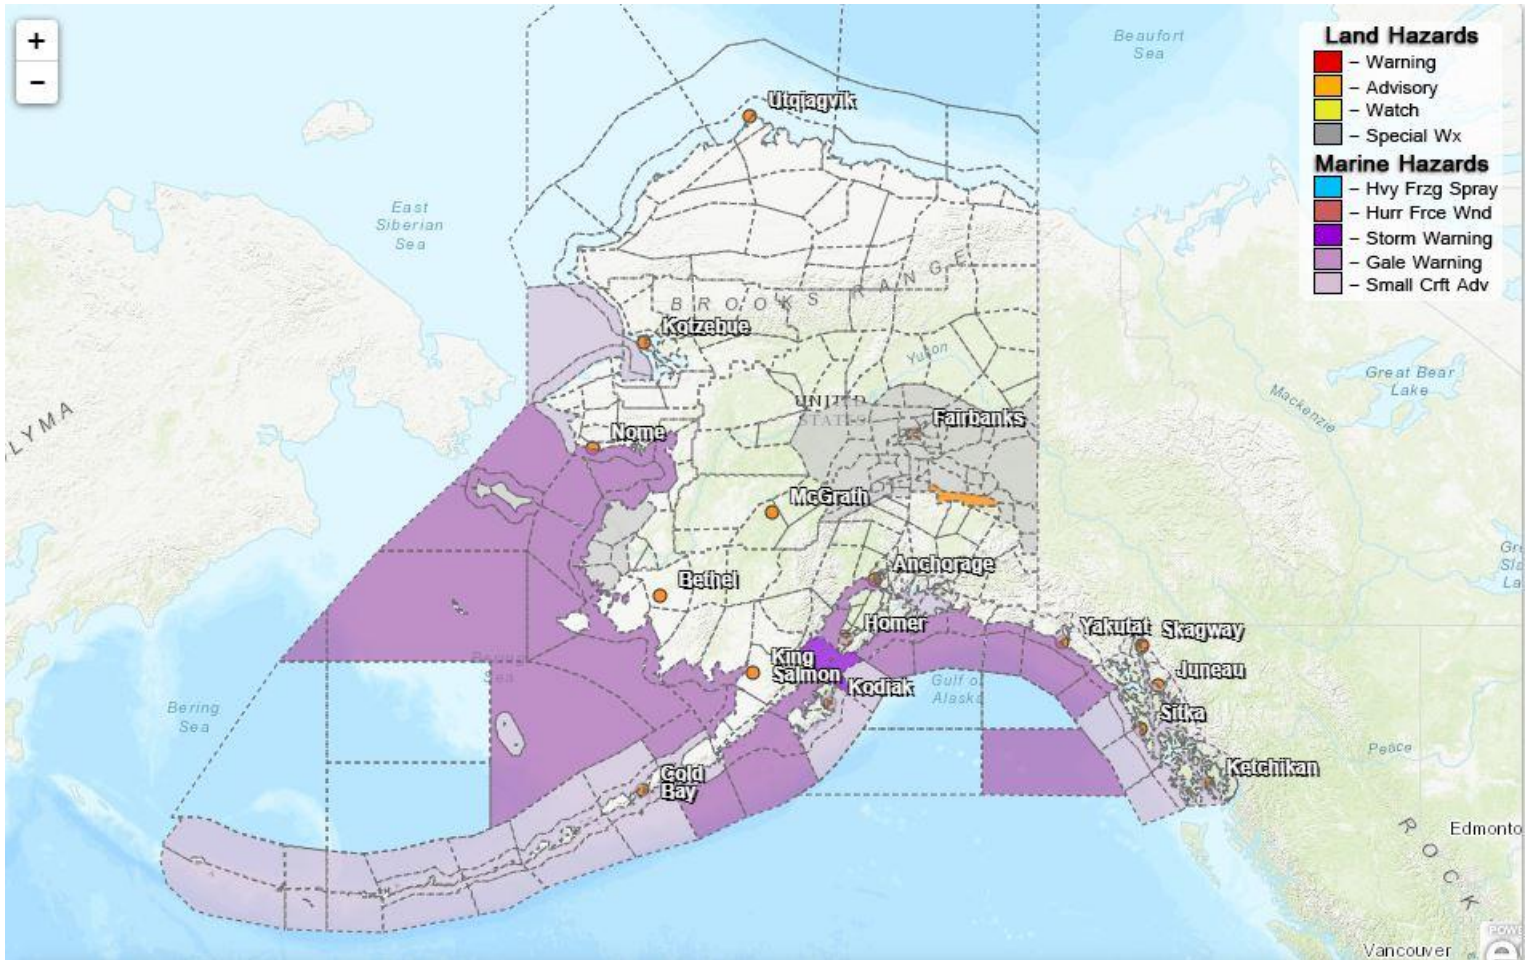 +
−
Land Hazards
– Warning
– Advisory
– Watch
– Special Wx
Marine Hazards
– Hvy Frzg Spray
– Hurr Frce Wnd
– Storm Warning
– Gale Warning
– Small Crft Adv
Beaufort
Sea
Utqiagvik
East
Siberian
Sea
BROOKS RANGE
Kotzebue
Yukon
Great Bear
Lake
Mackenzie
LYMA
UNITED
STATES
Fairbanks
Nome
McGrath
Anchorage
Bethel
Homer
Yakutat
Skagway
King
Salmon
Juneau
Kodiak
Gulf of
Alaska
Bering
Sea
Sitka
Peace
Cold
Bay
Ketchikan
Edmonto
ROCK
Vancouver
POWE